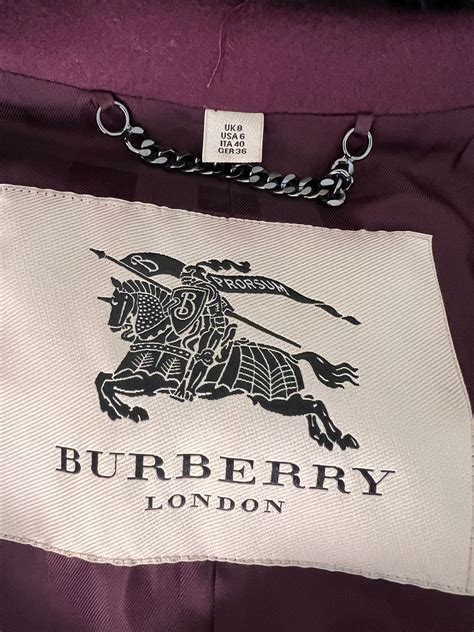 UK 8
USA 6
ITA 40
GER 36
PRORSUM
B
BURBERRY
LONDON